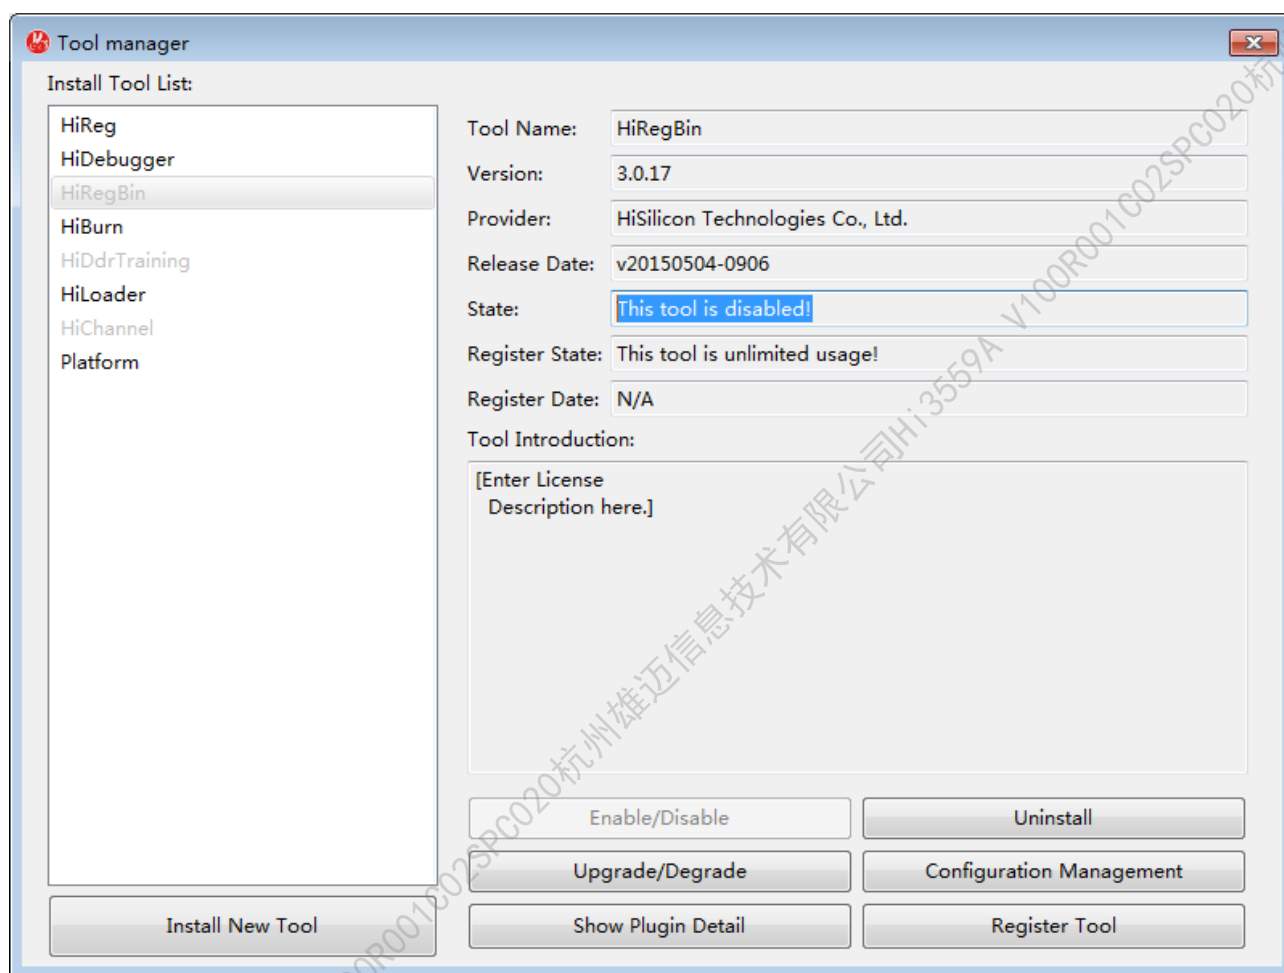 Tool manager
Install Tool List:
HiReg
HiDebugger
HiRegBin
HiBurn
HiDdrTraining
HiLoader
HiChannel
Platform
Install New Tool
Tool Name: HiRegBin
Version: 3.0.17
Provider: HiSilicon Technologies Co., Ltd.
Release Date: v20150504-0906
State: This tool is disabled!
Register State: This tool is unlimited usage!
Register Date: N/A
Tool Introduction:
[Enter License
Description here.]
Enable/Disable Uninstall
Upgrade/Degrade Configuration Management
Show Plugin Detail Register Tool
00R001C02SPC020杭州雄迈信息技术有限公司Hi3559A V100R001C02SPC020杭